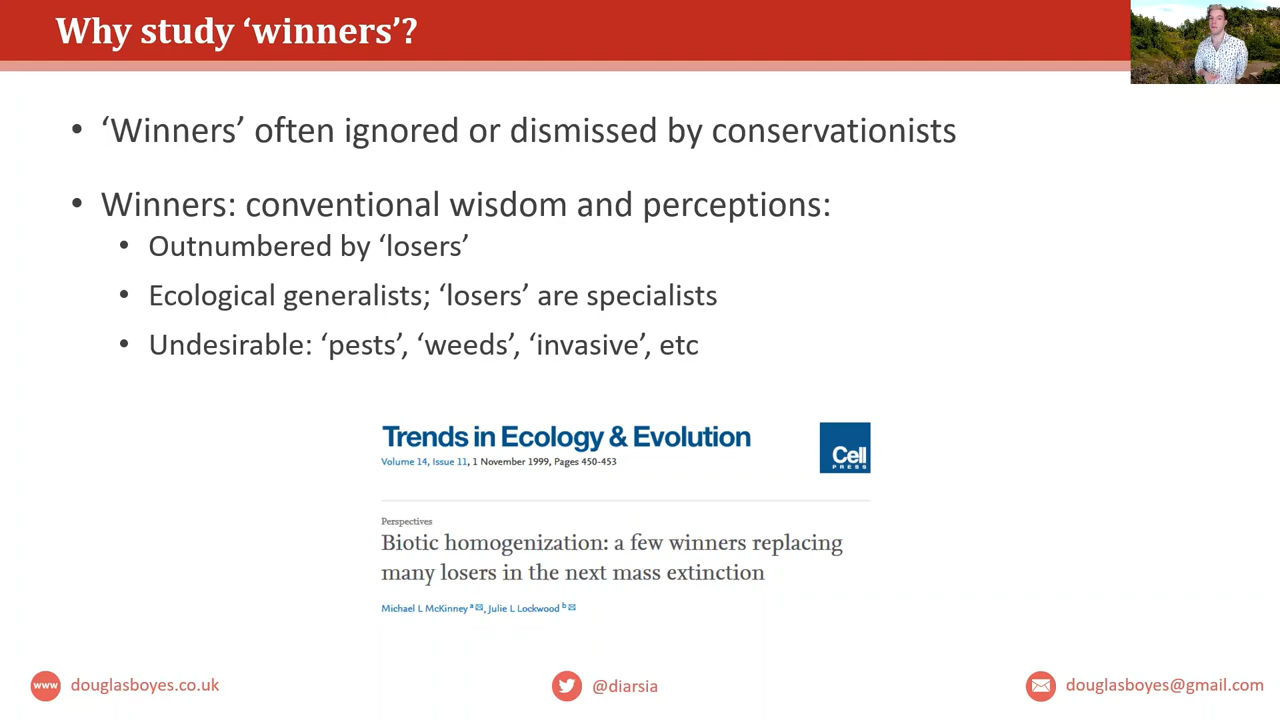 Why study ‘winners’?
• ‘Winners’ often ignored or dismissed by conservationists
• Winners: conventional wisdom and perceptions:
• Outnumbered by ‘losers’
• Ecological generalists; ‘losers’ are specialists
• Undesirable: ‘pests’, ‘weeds’, ‘invasive’, etc
Trends in Ecology & Evolution
Volume 14, Issue 11, 1 November 1999, Pages 450-453
Cell
PRESS
Perspectives
Biotic homogenization: a few winners replacing
many losers in the next mass extinction
Michael L McKinney a, Julie L Lockwood b
www douglasboyes.co.uk
@diarsia
douglasboyes@gmail.com